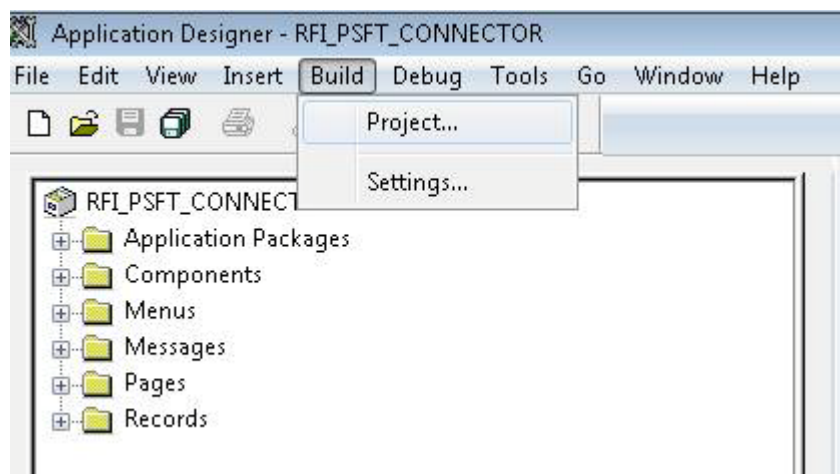 Application Designer - RFI_PSFT_CONNECTOR
File Edit View Insert Build Debug Tools Go Window Help
Project...
Settings...
RFI_PSFT_CONNECT
Application Packages
Components
Menus
Messages
Pages
Records